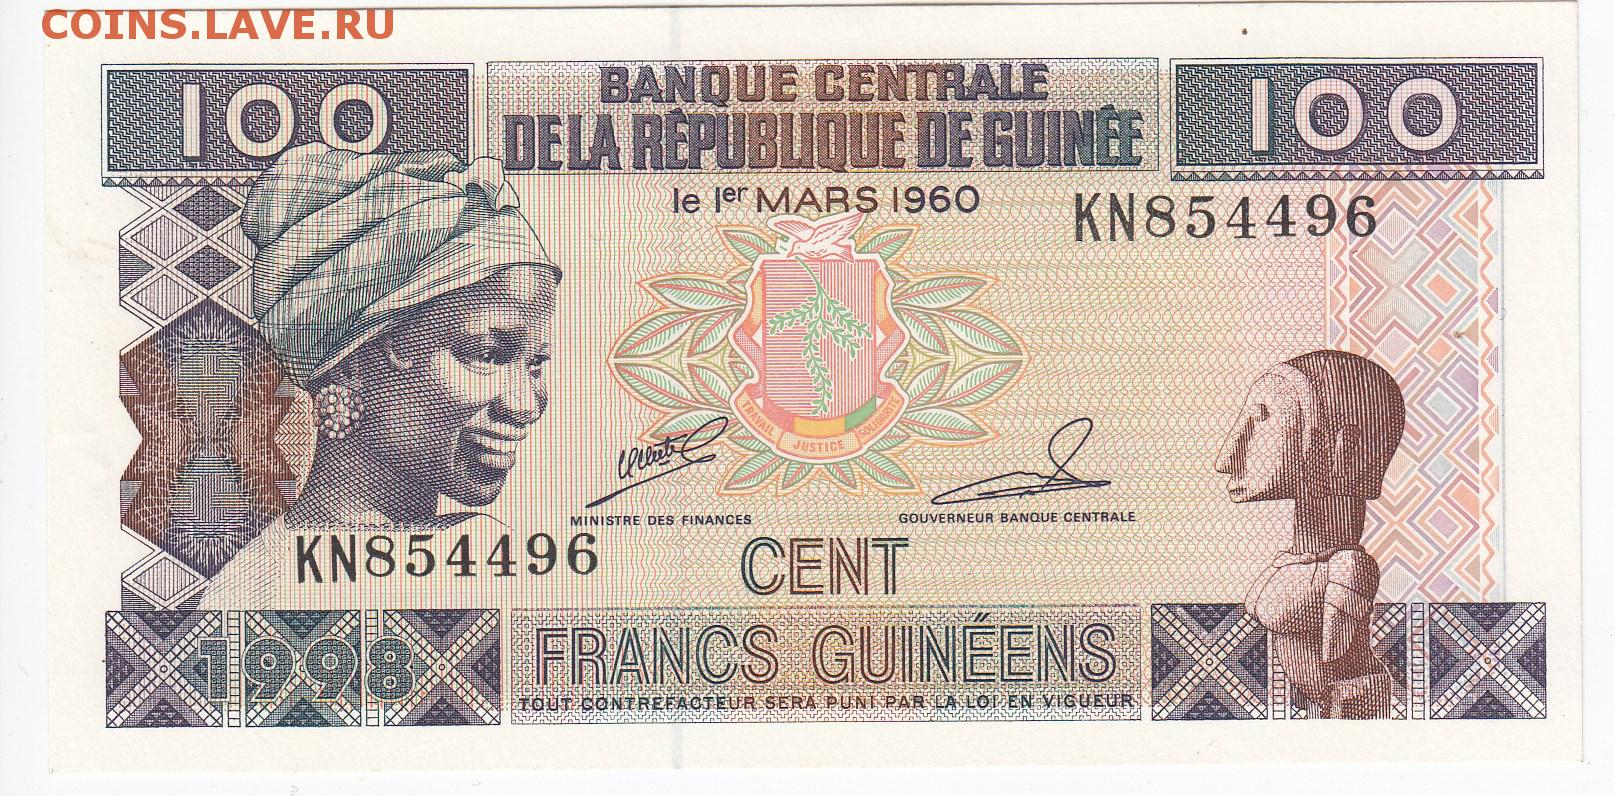 COINS.LAVE.RU
100
BANQUE CENTRALE
100
DE LA RÉPUBLIQUE DE GUINÉE
le 1er MARS 1960
KN854496
TRAVAIL JUSTICE SOLIDARITÉ
MINISTRE DES FINANCES
GOUVERNEUR BANQUE CENTRALE
KN854496
CENT
1998
FRANCS GUINÉENS
TOUT CONTREFACTEUR SERA PUNI PAR LA LOI EN VIGUEUR